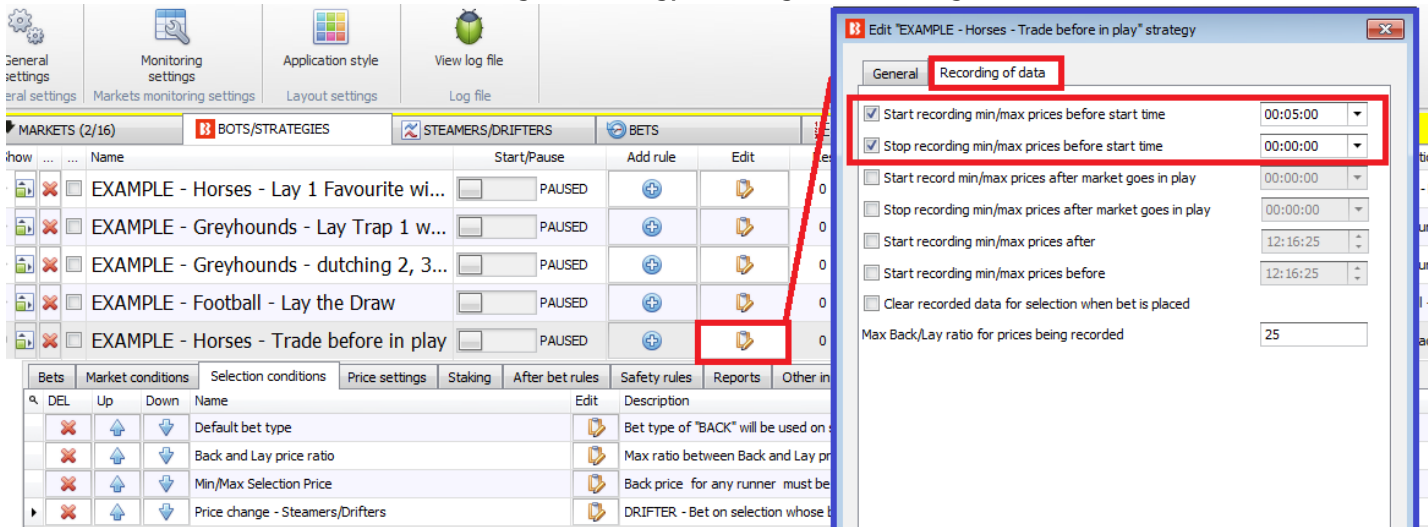 General settings
Monitoring settings
Application style
View log file
eral settings
Markets monitoring settings
Layout settings
Log file
MARKETS (2/16)
BOTS/STRATEGIES
STEAMERS/DRIFTERS
BETS
Show ... ... Name Start/Pause Add rule Edit Res
EXAMPLE - Horses - Lay 1 Favourite wi... PAUSED 0
EXAMPLE - Greyhounds - Lay Trap 1 w... PAUSED 0
EXAMPLE - Greyhounds - dutching 2, 3... PAUSED 0
EXAMPLE - Football - Lay the Draw PAUSED 0
EXAMPLE - Horses - Trade before in play PAUSED 0
Bets Market conditions Selection conditions Price settings Staking After bet rules Safety rules Reports Other in
DEL Up Down Name Edit Description
Default bet type Bet type of "BACK" will be used on s
Back and Lay price ratio Max ratio between Back and Lay pr
Min/Max Selection Price Back price for any runner must be
Price change - Steamers/Drifters DRIFTER - Bet on selection whose b
Edit "EXAMPLE - Horses - Trade before in play" strategy
General Recording of data
Start recording min/max prices before start time 00:05:00
Stop recording min/max prices before start time 00:00:00
Start record min/max prices after market goes in play 00:00:00
Stop recording min/max prices after market goes in play 00:00:00
Start recording min/max prices after 12:16:25
Start recording min/max prices before 12:16:25
Clear recorded data for selection when bet is placed
Max Back/Lay ratio for prices being recorded 25